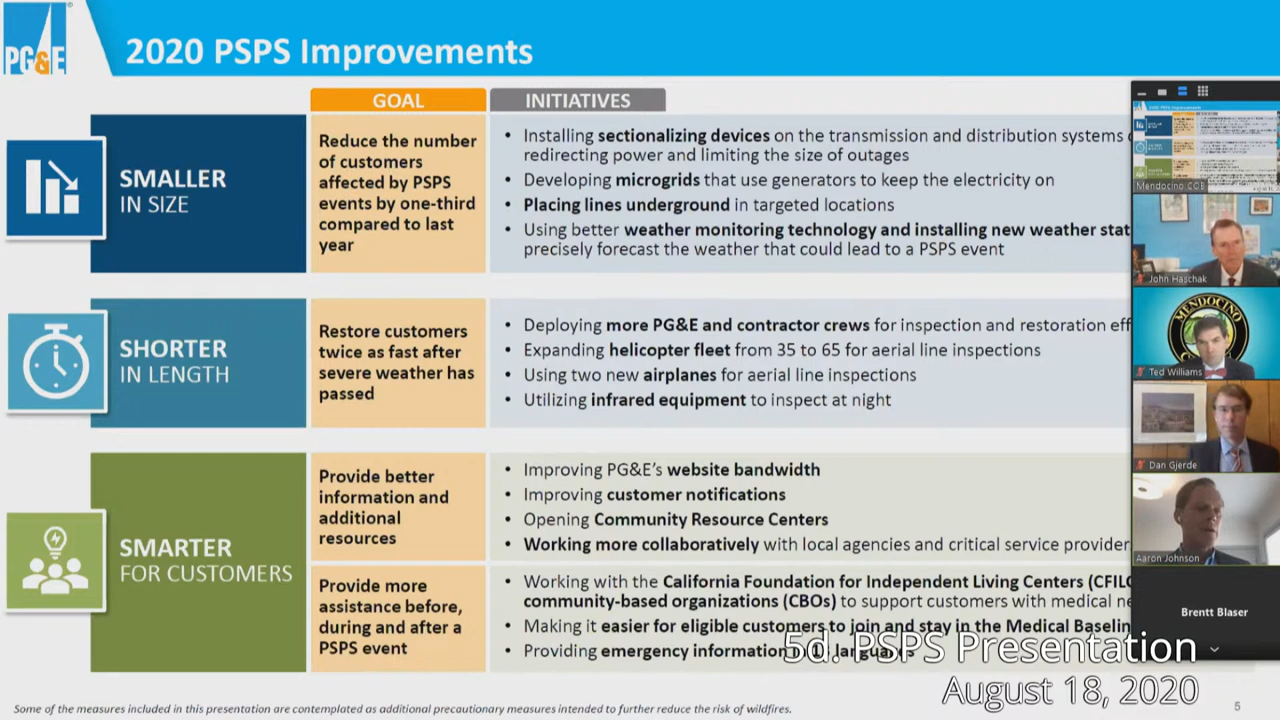 PG&E
2020 PSPS Improvements
GOAL
INITIATIVES
SMALLER
IN SIZE
Reduce the number
of customers
affected by PSPS
events by one-third
compared to last
year
alling sectionalizing devices on the transmission and distribution systems
redirecting power and limiting the size of outages
• Developing microgrids that use generators to keep the electricity on
• Placing lines underground in targeted locations
• Using better weather monitoring technology and installing new weather stat
precisely forecast the weather that could lead to a PSPS event
SHORTER
IN LENGTH
Restore customers
twice as fast after
severe weather has
passed
• Deploying more PG&E and contractor crews for inspection and restoration eff
• Expanding helicopter fleet from 35 to 65 for aerial line inspections
• Using two new airplanes for aerial line inspections
• Utilizing infrared equipment to inspect at night
SMARTER
FOR CUSTOMERS
Provide better
information and
additional
resources
• Improving PG&E's website bandwidth
• Improving customer notifications
• Opening Community Resource Centers
• Working more collaboratively with local agencies and critical service provider
Provide more
assistance before,
during and after a
PSPS event
• Working with the California Foundation for Independent Living Centers (CFILC
community-based organizations (CBOs) to support customers with medical ne
• Making it easier for eligible customers to join and stay in the Medical Baselin
• Providing emergency information
5d. PSPS Presentation
August 18, 2020
Some of the measures included in this presentation are contemplated as additional precautionary measures intended to further reduce the risk of wildfires.
5
2020 PSPS Improvements
Mendocino COB
John Haschak
MENDOCINO
Ted Williams
Dan Gjerde
Aaron Johnson
Brentt Blaser